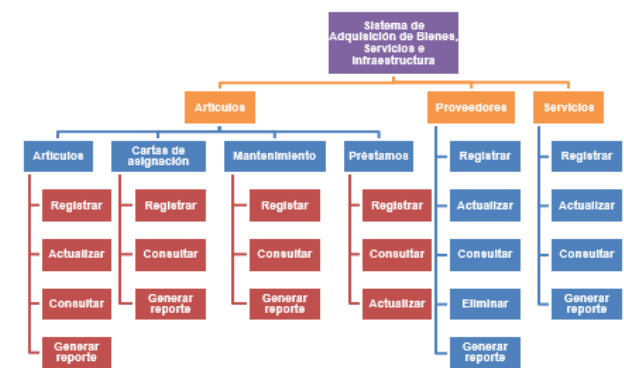 Sistema de
Adquisición de Bienes,
Servicios e
Infraestructura
Artículos
Proveedores
Servicios
Artículos
Cartas de
asignación
Mantenimiento
Préstamos
Registrar
Registrar
Registrar
Registrar
Registar
Registrar
Actualizar
Actualizar
Actualizar
Consultar
Consultar
Consultar
Consultar
Consultar
Consultar
Generar
reporte
Generar
reporte
Actualizar
Eliminar
Generar
reporte
Generar
reporte
Generar
reporte